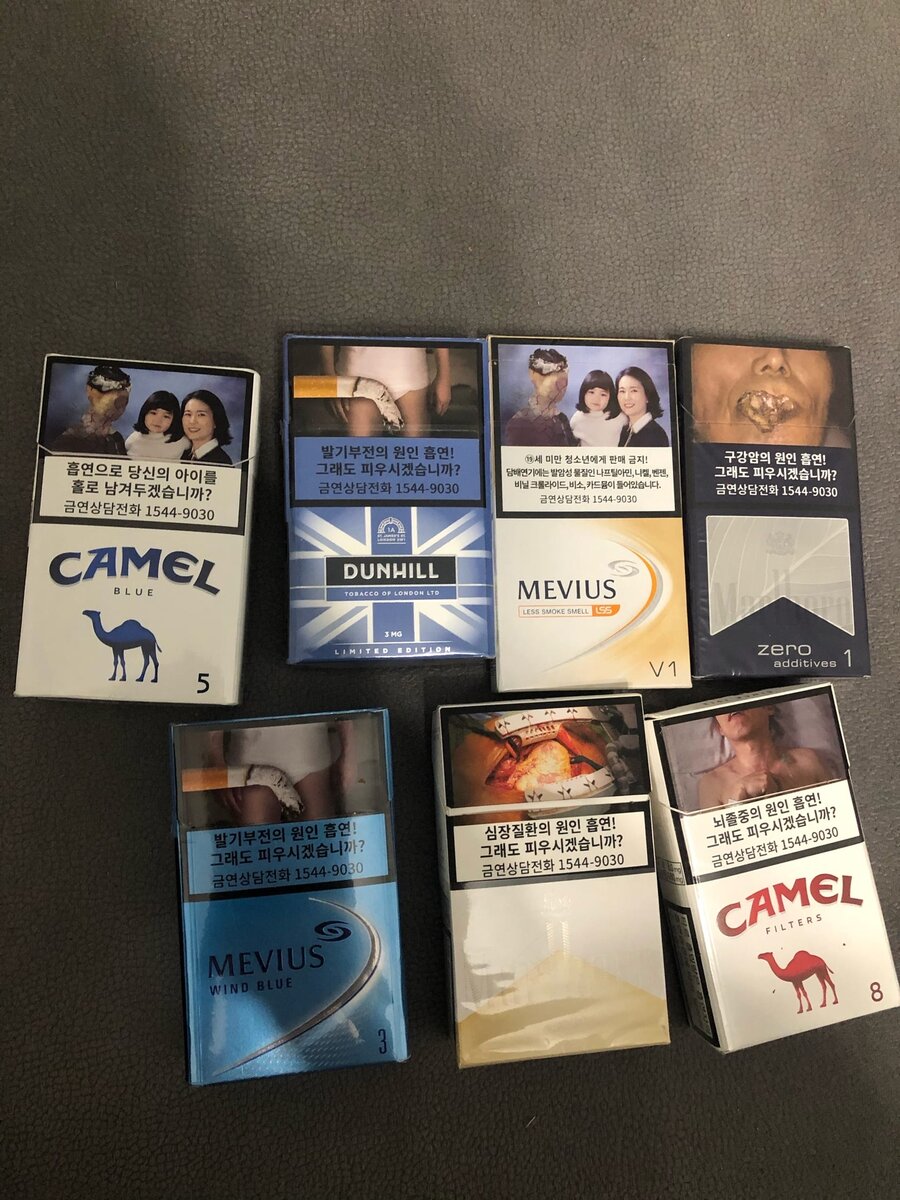 흡연으로 당신의 아이를
홀로 남겨두겠습니까?
금연상담전화 1544-9030
CAMEL
BLUE
5
발기부전의 원인 흡연!
그래도 피우시겠습니까?
금연상담전화 1544-9030
1A
ST. JAMES'S ST.
LONDON SW1
DUNHILL
TOBACCO OF LONDON LTD
3 MG
LIMITED EDITION
19세 미만 청소년에게 판매 금지!
담배연기에는 발암성 물질인 나프틸아민, 니켈, 벤젠,
비닐 크롤라이드, 비소, 카드뮴이 들어있습니다.
금연상담전화 1544-9030
MEVIUS
LESS SMOKE SMELL LSS
V1
구강암의 원인 흡연!
그래도 피우시겠습니까?
금연상담전화 1544-9030
Marlboro
zero
additives 1
발기부전의 원인 흡연!
그래도 피우시겠습니까?
금연상담전화 1544-9030
MEVIUS
WIND BLUE
3
심장질환의 원인 흡연!
그래도 피우시겠습니까?
금연상담전화 1544-9030
뇌졸중의 원인 흡연!
그래도 피우시겠습니까?
금연상담전화 1544-9030
CAMEL
FILTERS
8